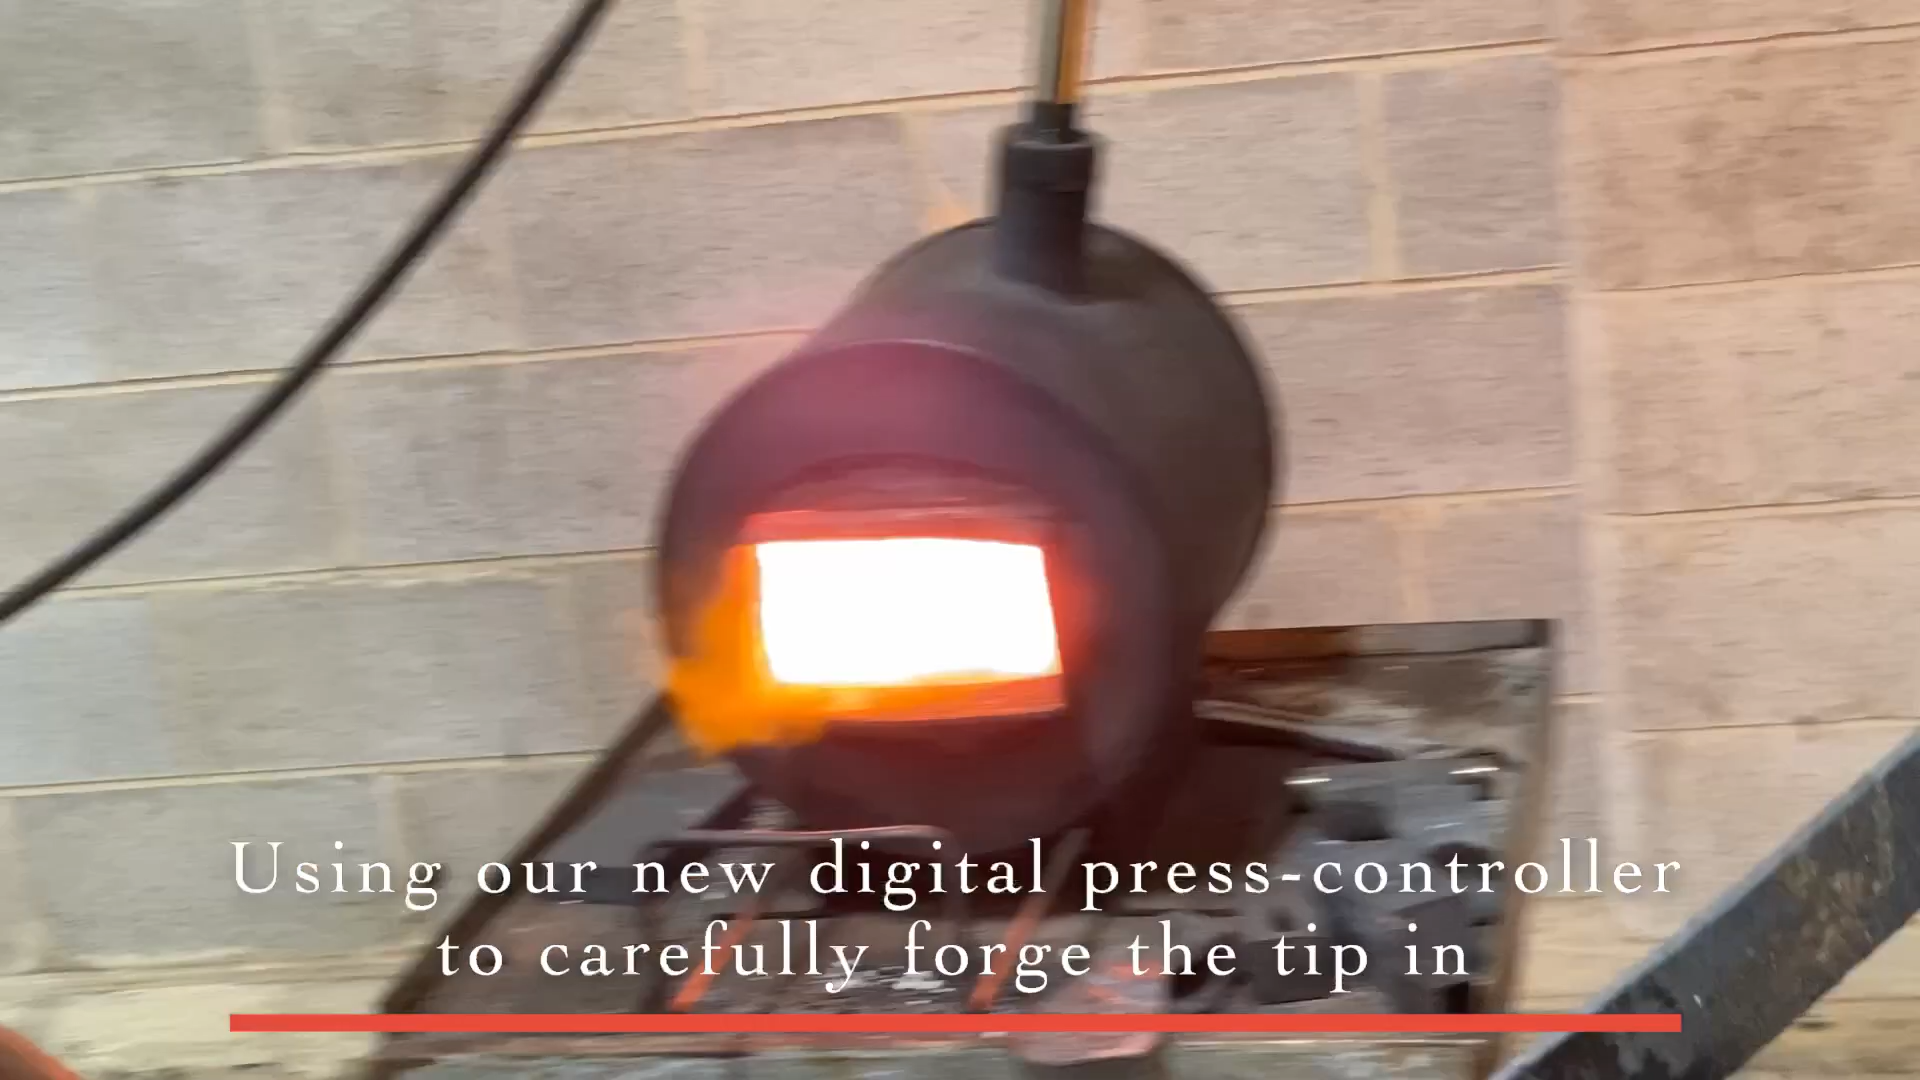 Using our new digital press-controller
to carefully forge the tip in